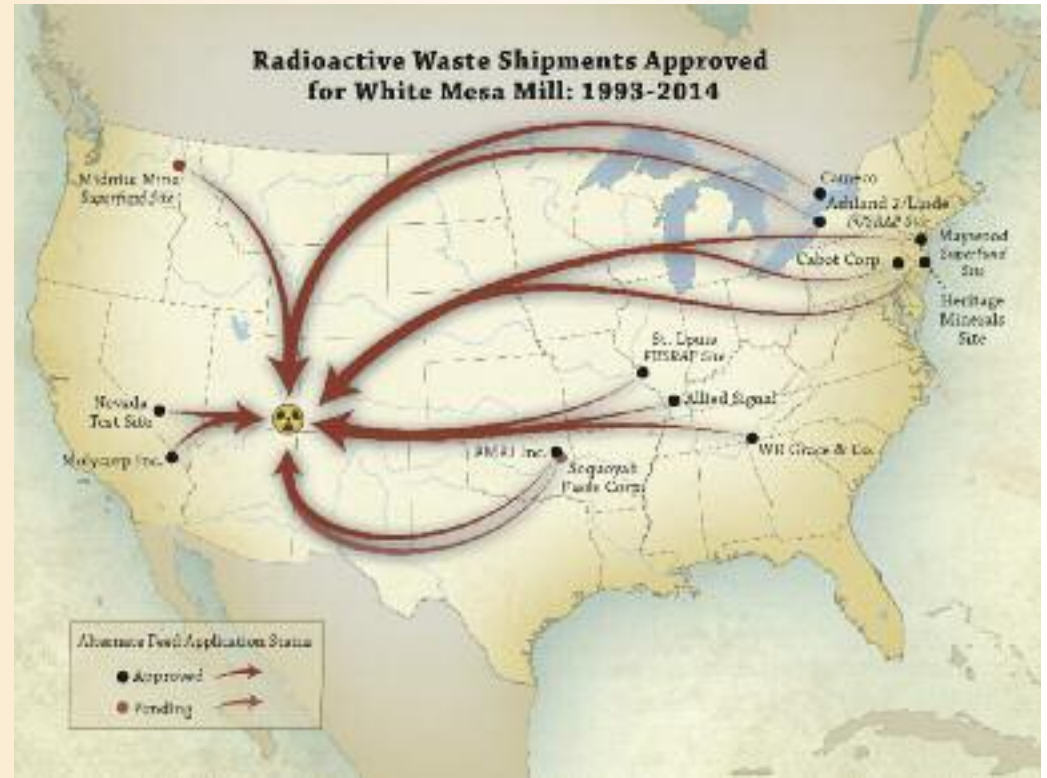 Radioactive Waste Shipments Approved
for White Mesa Mill: 1993-2014
Midnite Mine
Superfund Site
Cameco
Ashland 2/Linde
FUSRAP Site
Maywood
Superfund
Site
Cabot Corp.
Heritage
Minerals
Site
St. Louis
FUSRAP Site
Allied Signal
Nevada
Test Site
WR Grace & Co.
Molycorp Inc.
Inc.
Sequoyah
Fuels Corp.
Alternate Feed Application Status
Approved
Pending